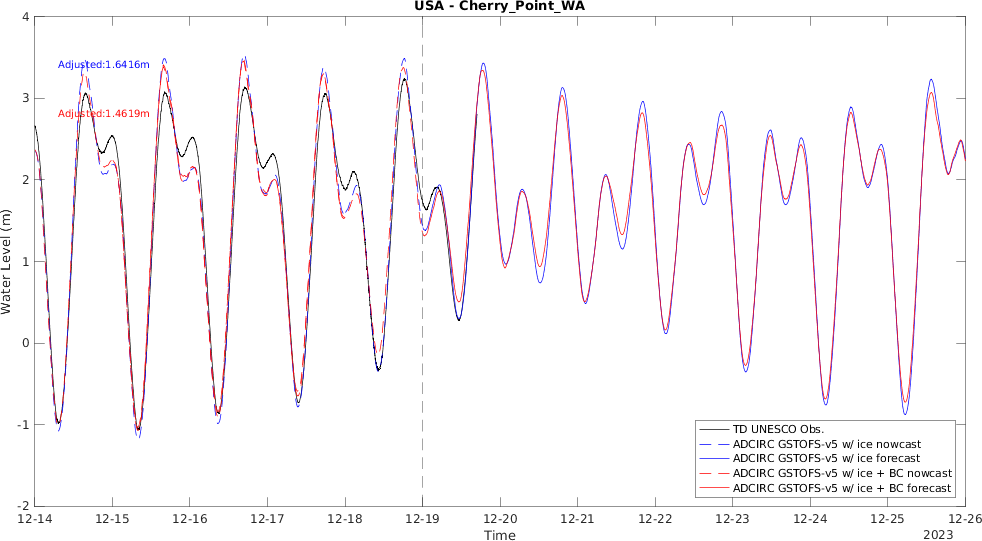 USA - Cherry_Point_WA
Adjusted:1.6416m
Adjusted:1.4619m
Water Level (m)
4
3
2
1
0
-1
-2
TD UNESCO Obs.
ADCIRC GSTOFS-v5 w/ ice nowcast
ADCIRC GSTOFS-v5 w/ ice forecast
ADCIRC GSTOFS-v5 w/ ice + BC nowcast
ADCIRC GSTOFS-v5 w/ ice + BC forecast
12-14 12-15 12-16 12-17 12-18 12-19 12-20 12-21 12-22 12-23 12-24 12-25 12-26
Time
2023